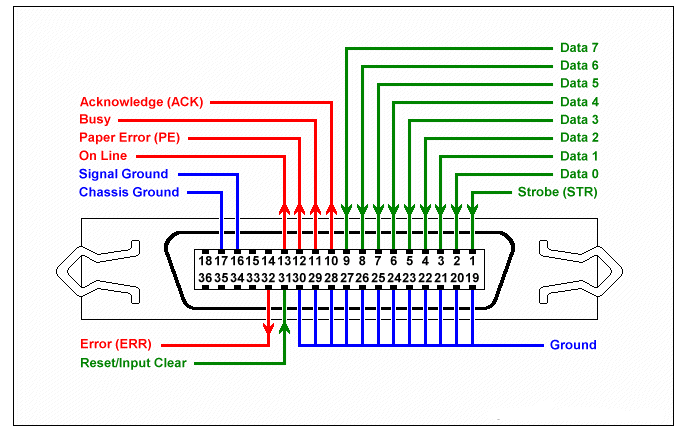 Data 7
Data 6
Data 5
Acknowledge (ACK)
Data 4
Busy
Data 3
Paper Error (PE)
Data 2
On Line
Data 1
Signal Ground
Data 0
Chassis Ground
Strobe (STR)
18 17 16 15 14 13 12 11 10 9 8 7 6 5 4 3 2 1
36 35 34 33 32 31 30 29 28 27 26 25 24 23 22 21 20 19
Error (ERR)
Ground
Reset/Input Clear